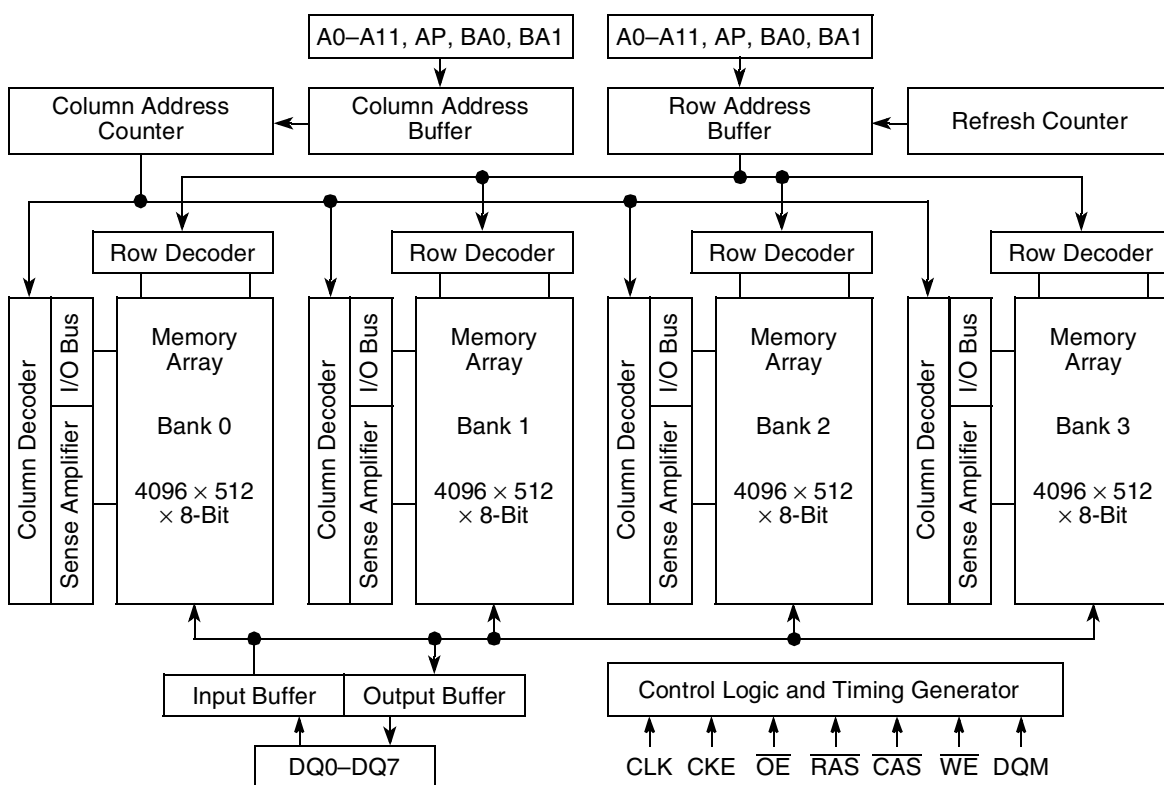 A0–A11, AP, BA0, BA1
A0–A11, AP, BA0, BA1
Column Address
Counter
Column Address
Buffer
Row Address
Buffer
Refresh Counter
Row Decoder
Row Decoder
Row Decoder
Row Decoder
Column Decoder
I/O Bus
Sense Amplifier
Memory
Array
Bank 0
4096 × 512
× 8-Bit
Column Decoder
I/O Bus
Sense Amplifier
Memory
Array
Bank 1
4096 × 512
× 8-Bit
Column Decoder
I/O Bus
Sense Amplifier
Memory
Array
Bank 2
4096 × 512
× 8-Bit
Column Decoder
I/O Bus
Sense Amplifier
Memory
Array
Bank 3
4096 × 512
× 8-Bit
Input Buffer
Output Buffer
DQ0–DQ7
Control Logic and Timing Generator
CLK CKE O̅E̅ R̅A̅S̅ C̅A̅S̅ W̅E̅ DQM